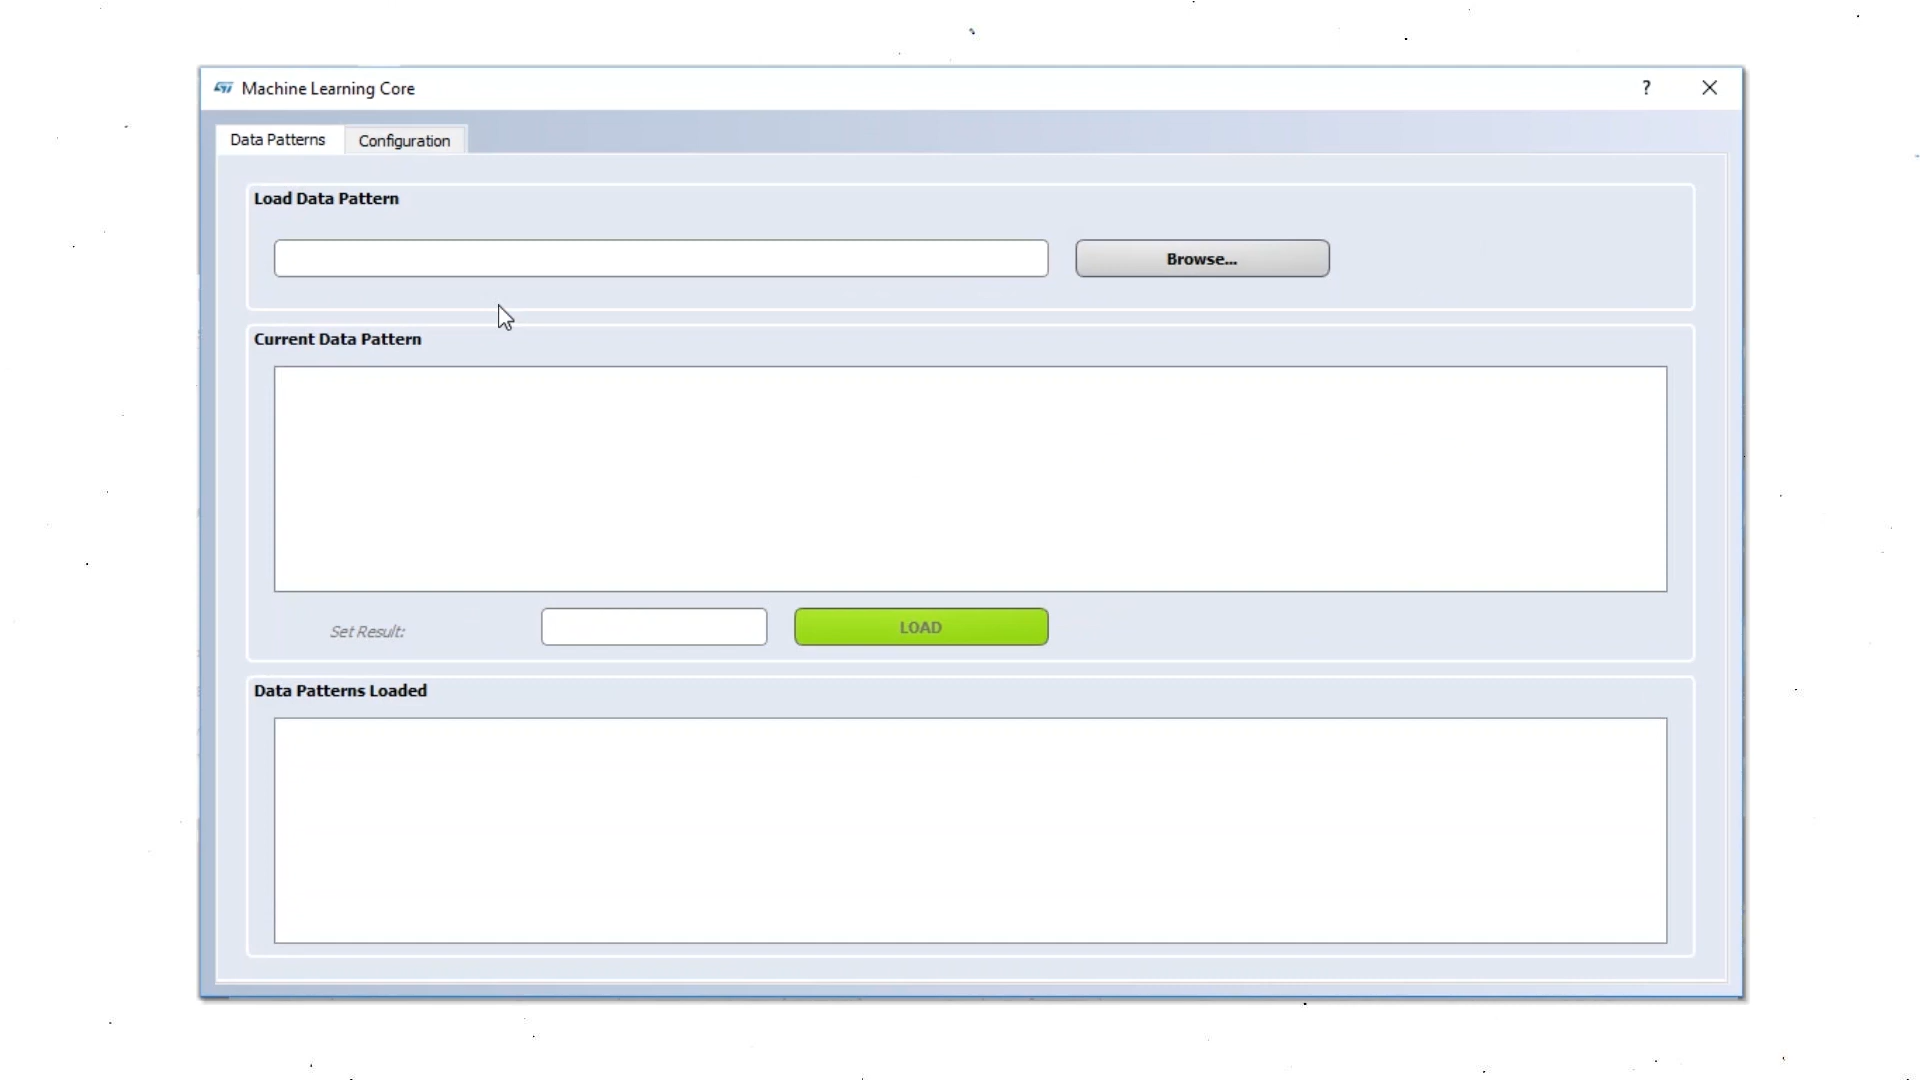 Machine Learning Core
?
Data Patterns
Configuration
Load Data Pattern
Browse...
Current Data Pattern
Set Result:
LOAD
Data Patterns Loaded